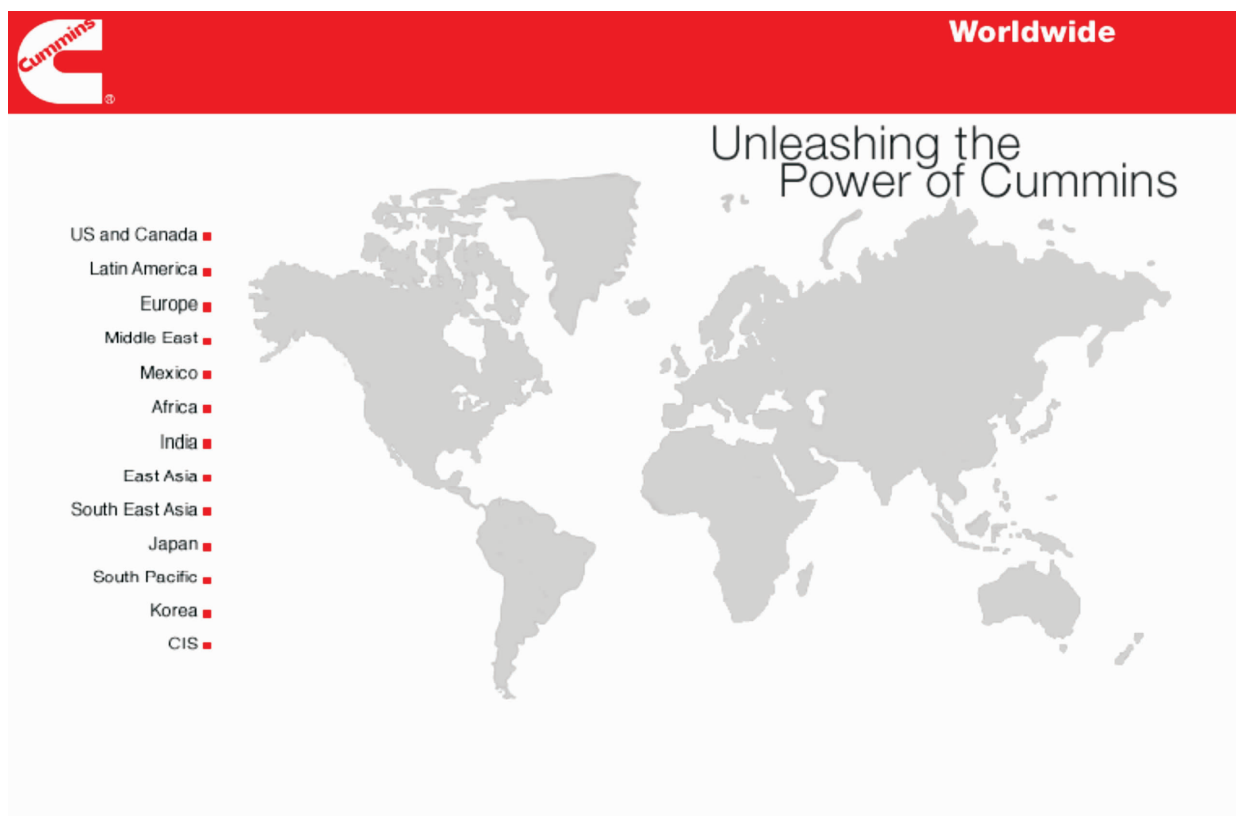 Cummins
®
Worldwide
Unleashing the
Power of Cummins
US and Canada
Latin America
Europe
Middle East
Mexico
Africa
India
East Asia
South East Asia
Japan
South Pacific
Korea
CIS